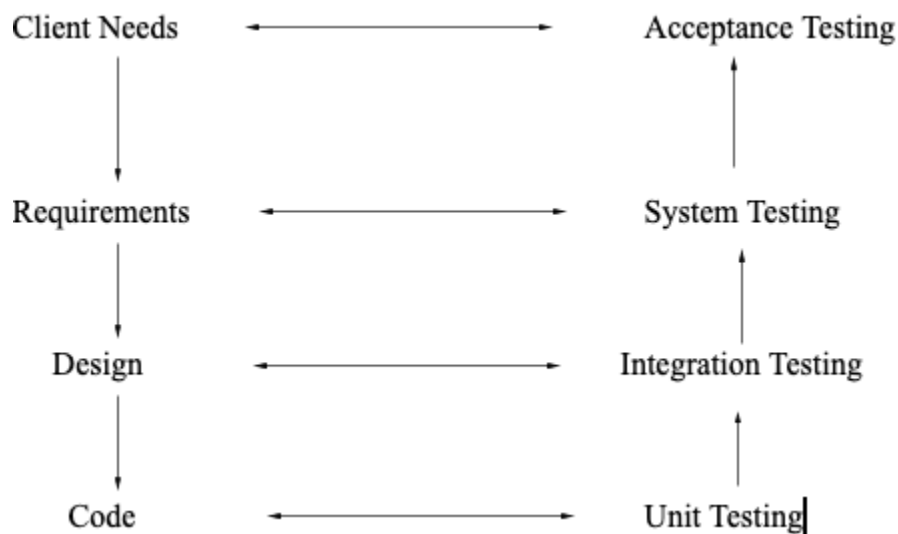 Client Needs
Acceptance Testing
Requirements
System Testing
Design
Integration Testing
Code
Unit Testing